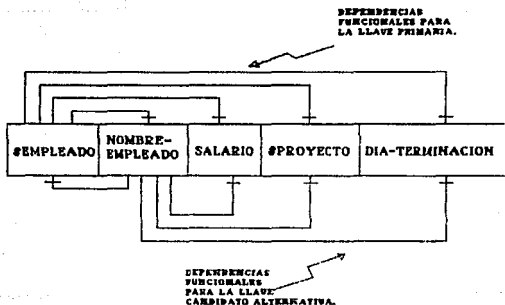 DEPENDENCIAS
FUNCIONALES PARA
LA LLAVE PRIMARIA.
#EMPLEADO
NOMBRE-
EMPLEADO
SALARIO
#PROYECTO
DIA-TERMINACION
DEPENDENCIAS
FUNCIONALES
PARA LA LLAVE
CANDIDATO ALTERNATIVA.